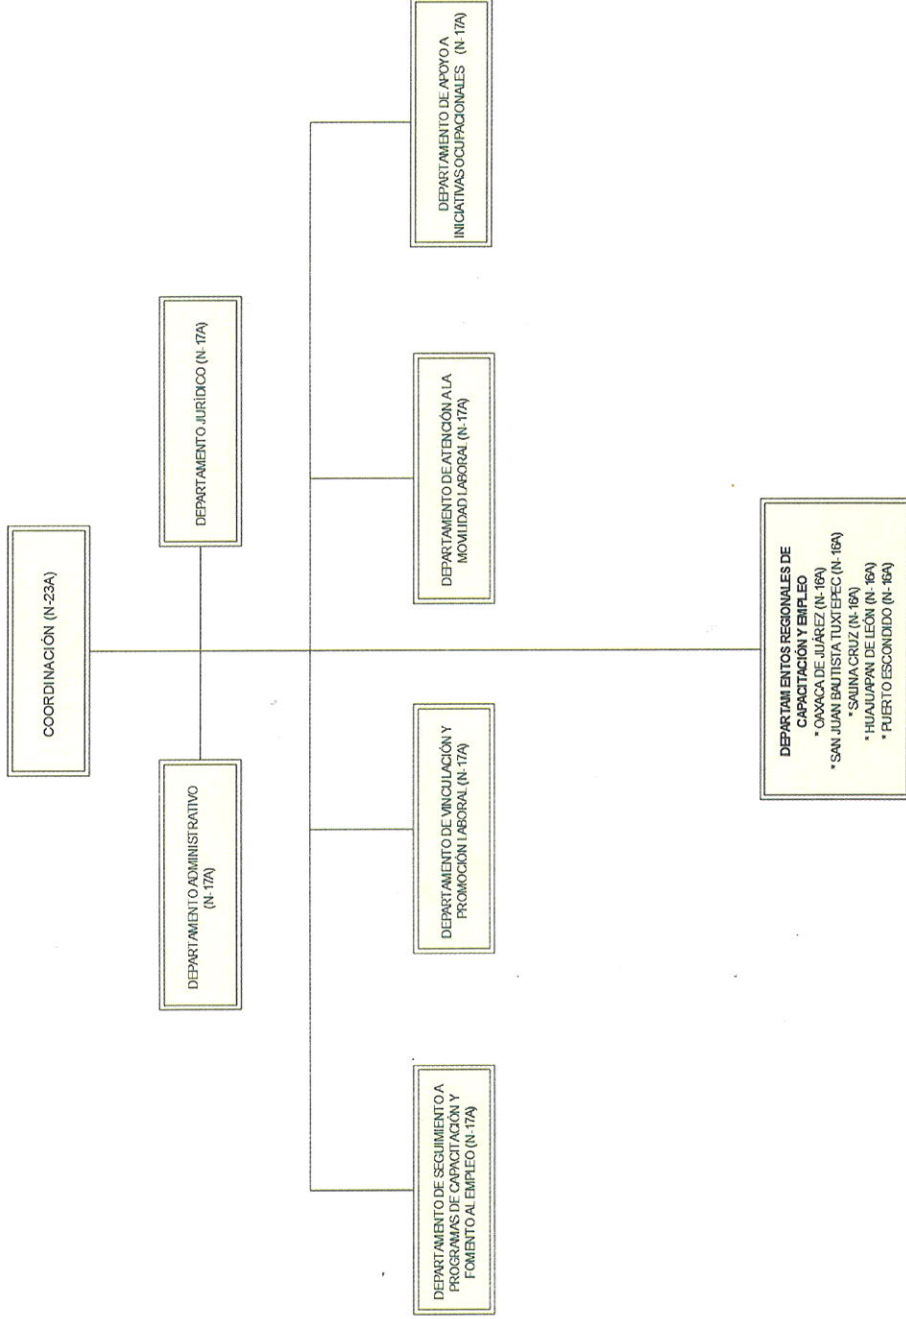 COORDINACIÓN (N-23A)
DEPARTAMENTO ADMINISTRATIVO
(N-17A)
DEPARTAMENTO JURÍDICO (N-17A)
DEPARTAMENTO DE SEGUIMIENTO A
PROGRAMAS DE CAPACITACIÓN Y
FOMENTO AL EMPLEO (N-17A)
DEPARTAMENTO DE VINCULACIÓN Y
PROMOCIÓN LABORAL (N-17A)
DEPARTAMENTO DE ATENCIÓN A LA
MOVILIDAD LABORAL (N-17A)
DEPARTAMENTO DE APOYO A
INICIATIVAS OCUPACIONALES (N-17A)
DEPARTAMENTOS REGIONALES DE
CAPACITACIÓN Y EMPLEO
* OAXACA DE JUÁREZ (N-16A)
* SAN JUAN BAUTISTA TUXTEPEC (N-16A)
* SALINA CRUZ (N-16A)
* HUAJUAPAN DE LEÓN (N-16A)
* PUERTO ESCONDIDO (N-16A)